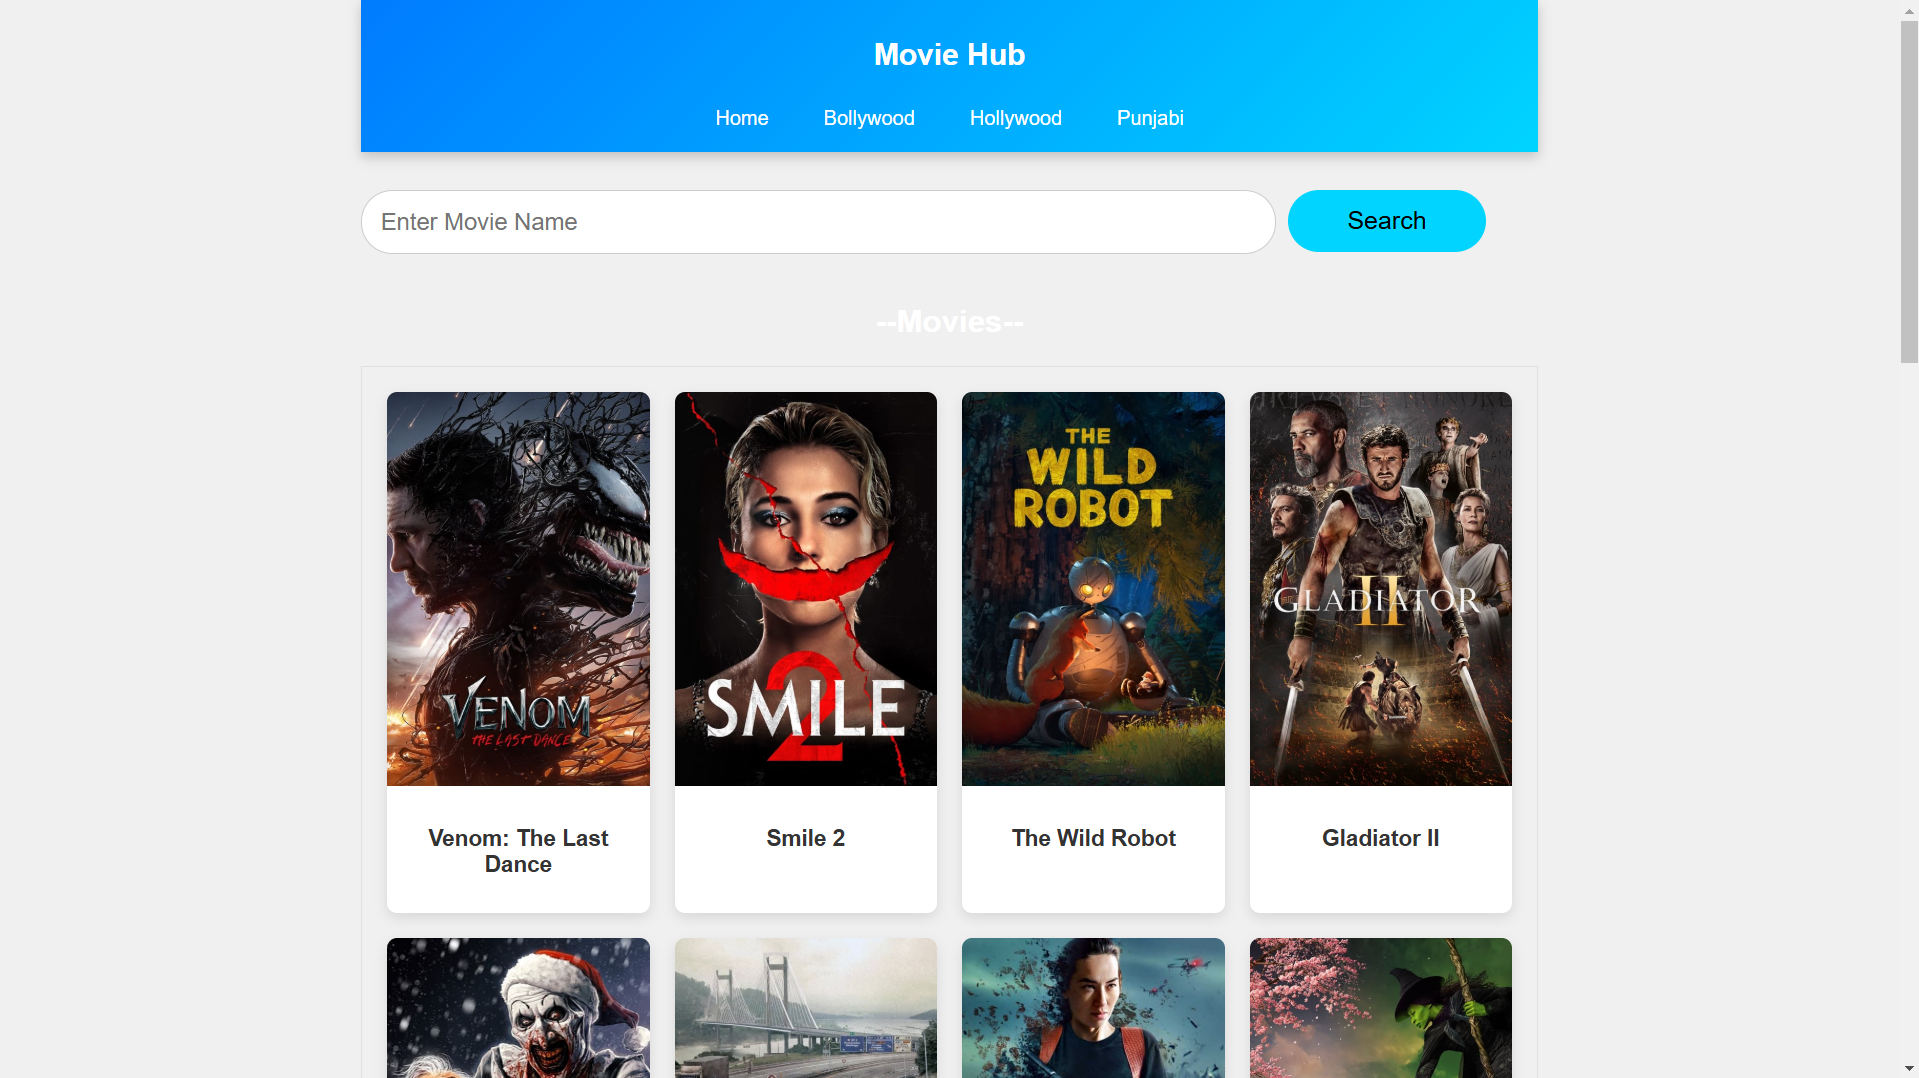 Movie Hub
Home Bollywood Hollywood Punjabi
Enter Movie Name
Search
--Movies--
VENOM
THE LAST DANCE
SMILE
2
THE
WILD
ROBOT
GLADIATOR
II
Venom: The Last
Dance
Smile 2
The Wild Robot
Gladiator II